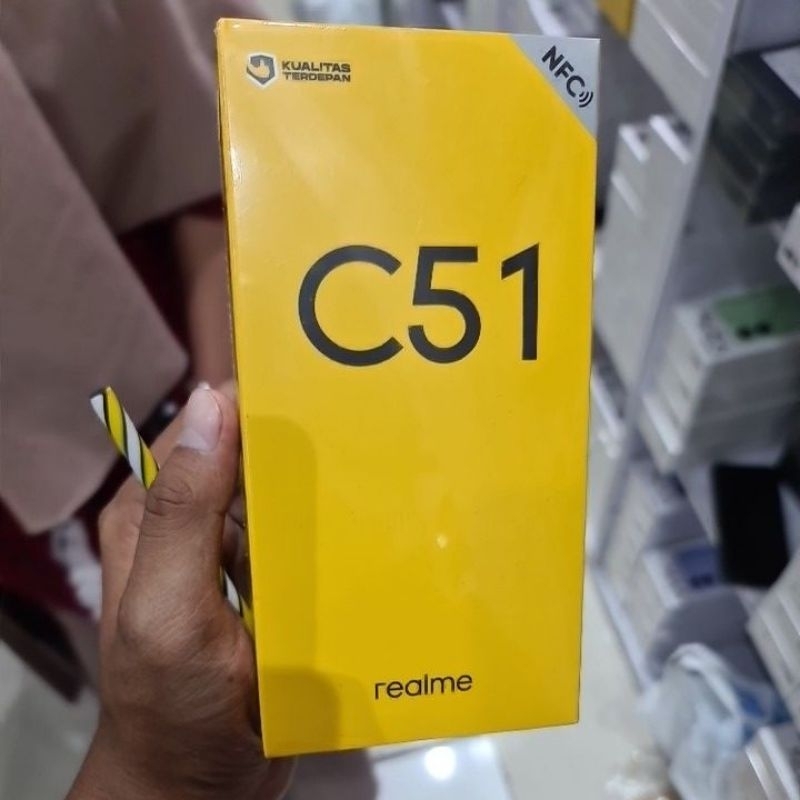 KUALITAS
TERDEPAN
NFC
C51
realme